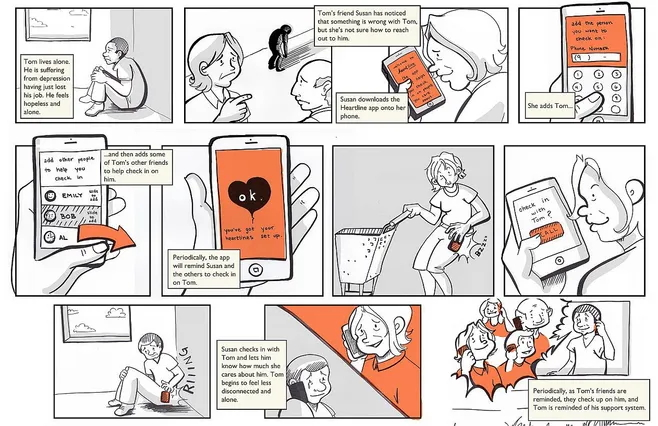 Tom lives alone.
He is suffering
from depression
having just lost
his job. He feels
hopeless and
alone.
Tom's friend Susan has noticed
that something is wrong with Tom,
but she's not sure how to reach
out to him.
Susan downloads the
Heartline app onto her
phone.
add the person
you want to
check on:
Phone Number
(9 ) -
She adds Tom...
add other people
to help you
check in
EMILY
BOB
AL
...and then adds some
of Tom's other friends
to help check in on
him.
ok.
you've got your
heartlines set up.
Periodically, the app
will remind Susan and
the others to check in
on Tom.
BZZZ
check in
with
Tom?
CALL
RIING
Susan checks in with
Tom and lets him
know how much she
cares about him. Tom
begins to feel less
disconnected and
alone.
Periodically, as Tom's friends are
reminded, they check up on him, and
Tom is reminded of his support system.